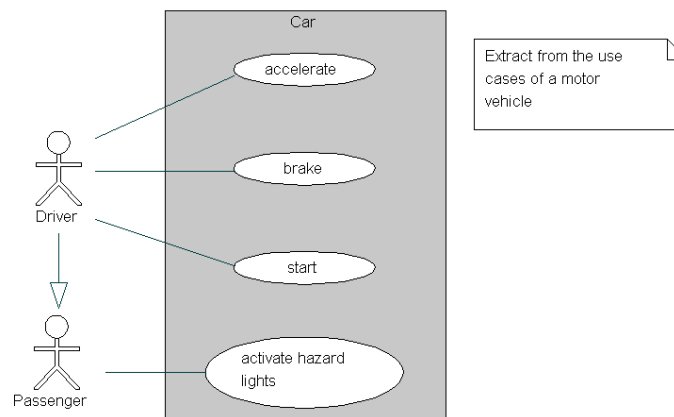 Car
accelerate
Extract from the use
cases of a motor
vehicle
brake
Driver
start
activate hazard
lights
Passenger